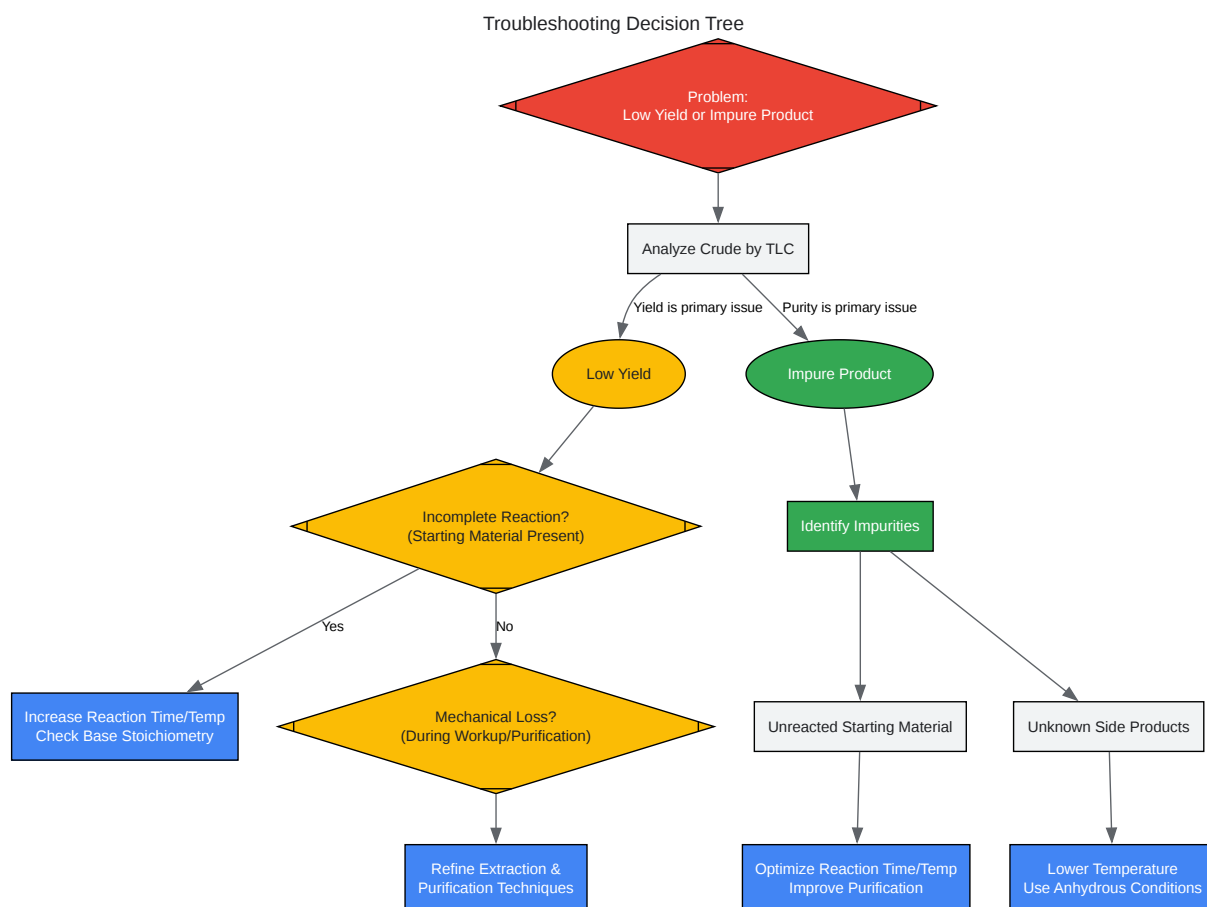 Troubleshooting Decision Tree
Problem:
Low Yield or Impure Product
Analyze Crude by TLC
Yield is primary issue
Purity is primary issue
Low Yield
Impure Product
Incomplete Reaction?
(Starting Material Present)
Identify Impurities
Yes
No
Increase Reaction Time/Temp
Check Base Stoichiometry
Mechanical Loss?
(During Workup/Purification)
Unreacted Starting Material
Unknown Side Products
Refine Extraction &
Purification Techniques
Optimize Reaction Time/Temp
Improve Purification
Lower Temperature
Use Anhydrous Conditions